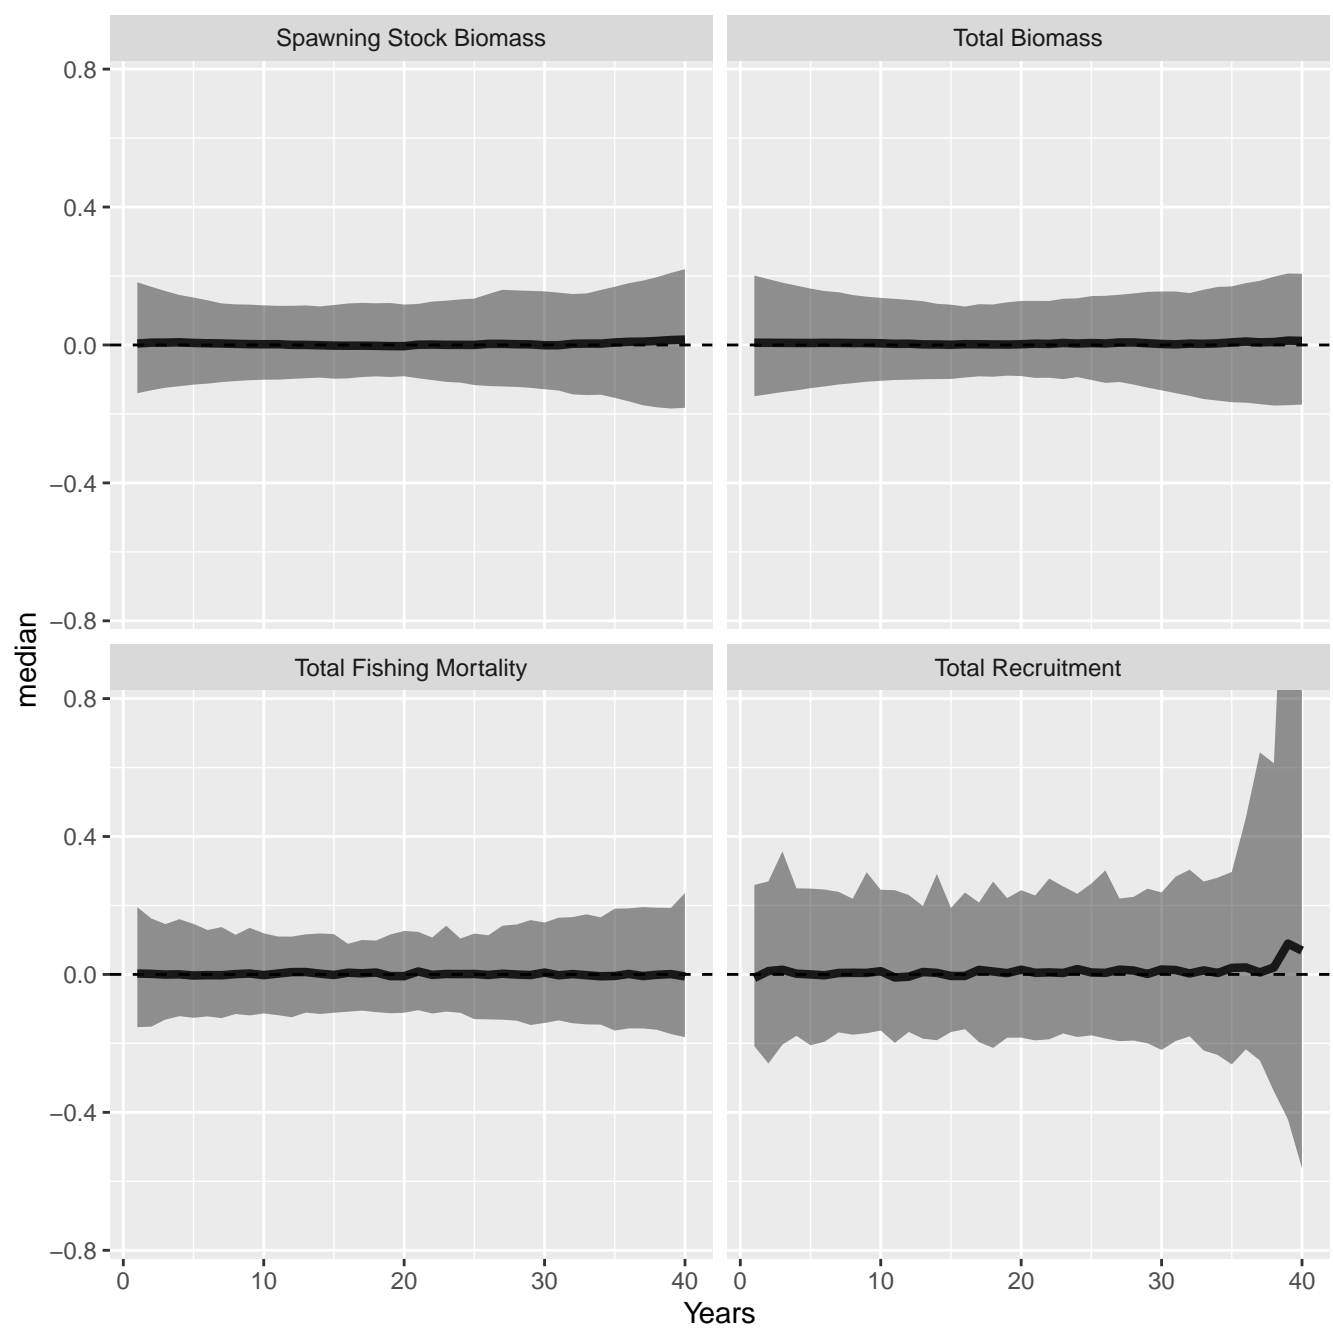 Spawning Stock Biomass
Total Biomass
0.8
0.4
0.0
−0.4
−0.8
median
Total Fishing Mortality
Total Recruitment
0.8
0.4
0.0
−0.4
−0.8
0 10 20 30 40
0 10 20 30 40
Years